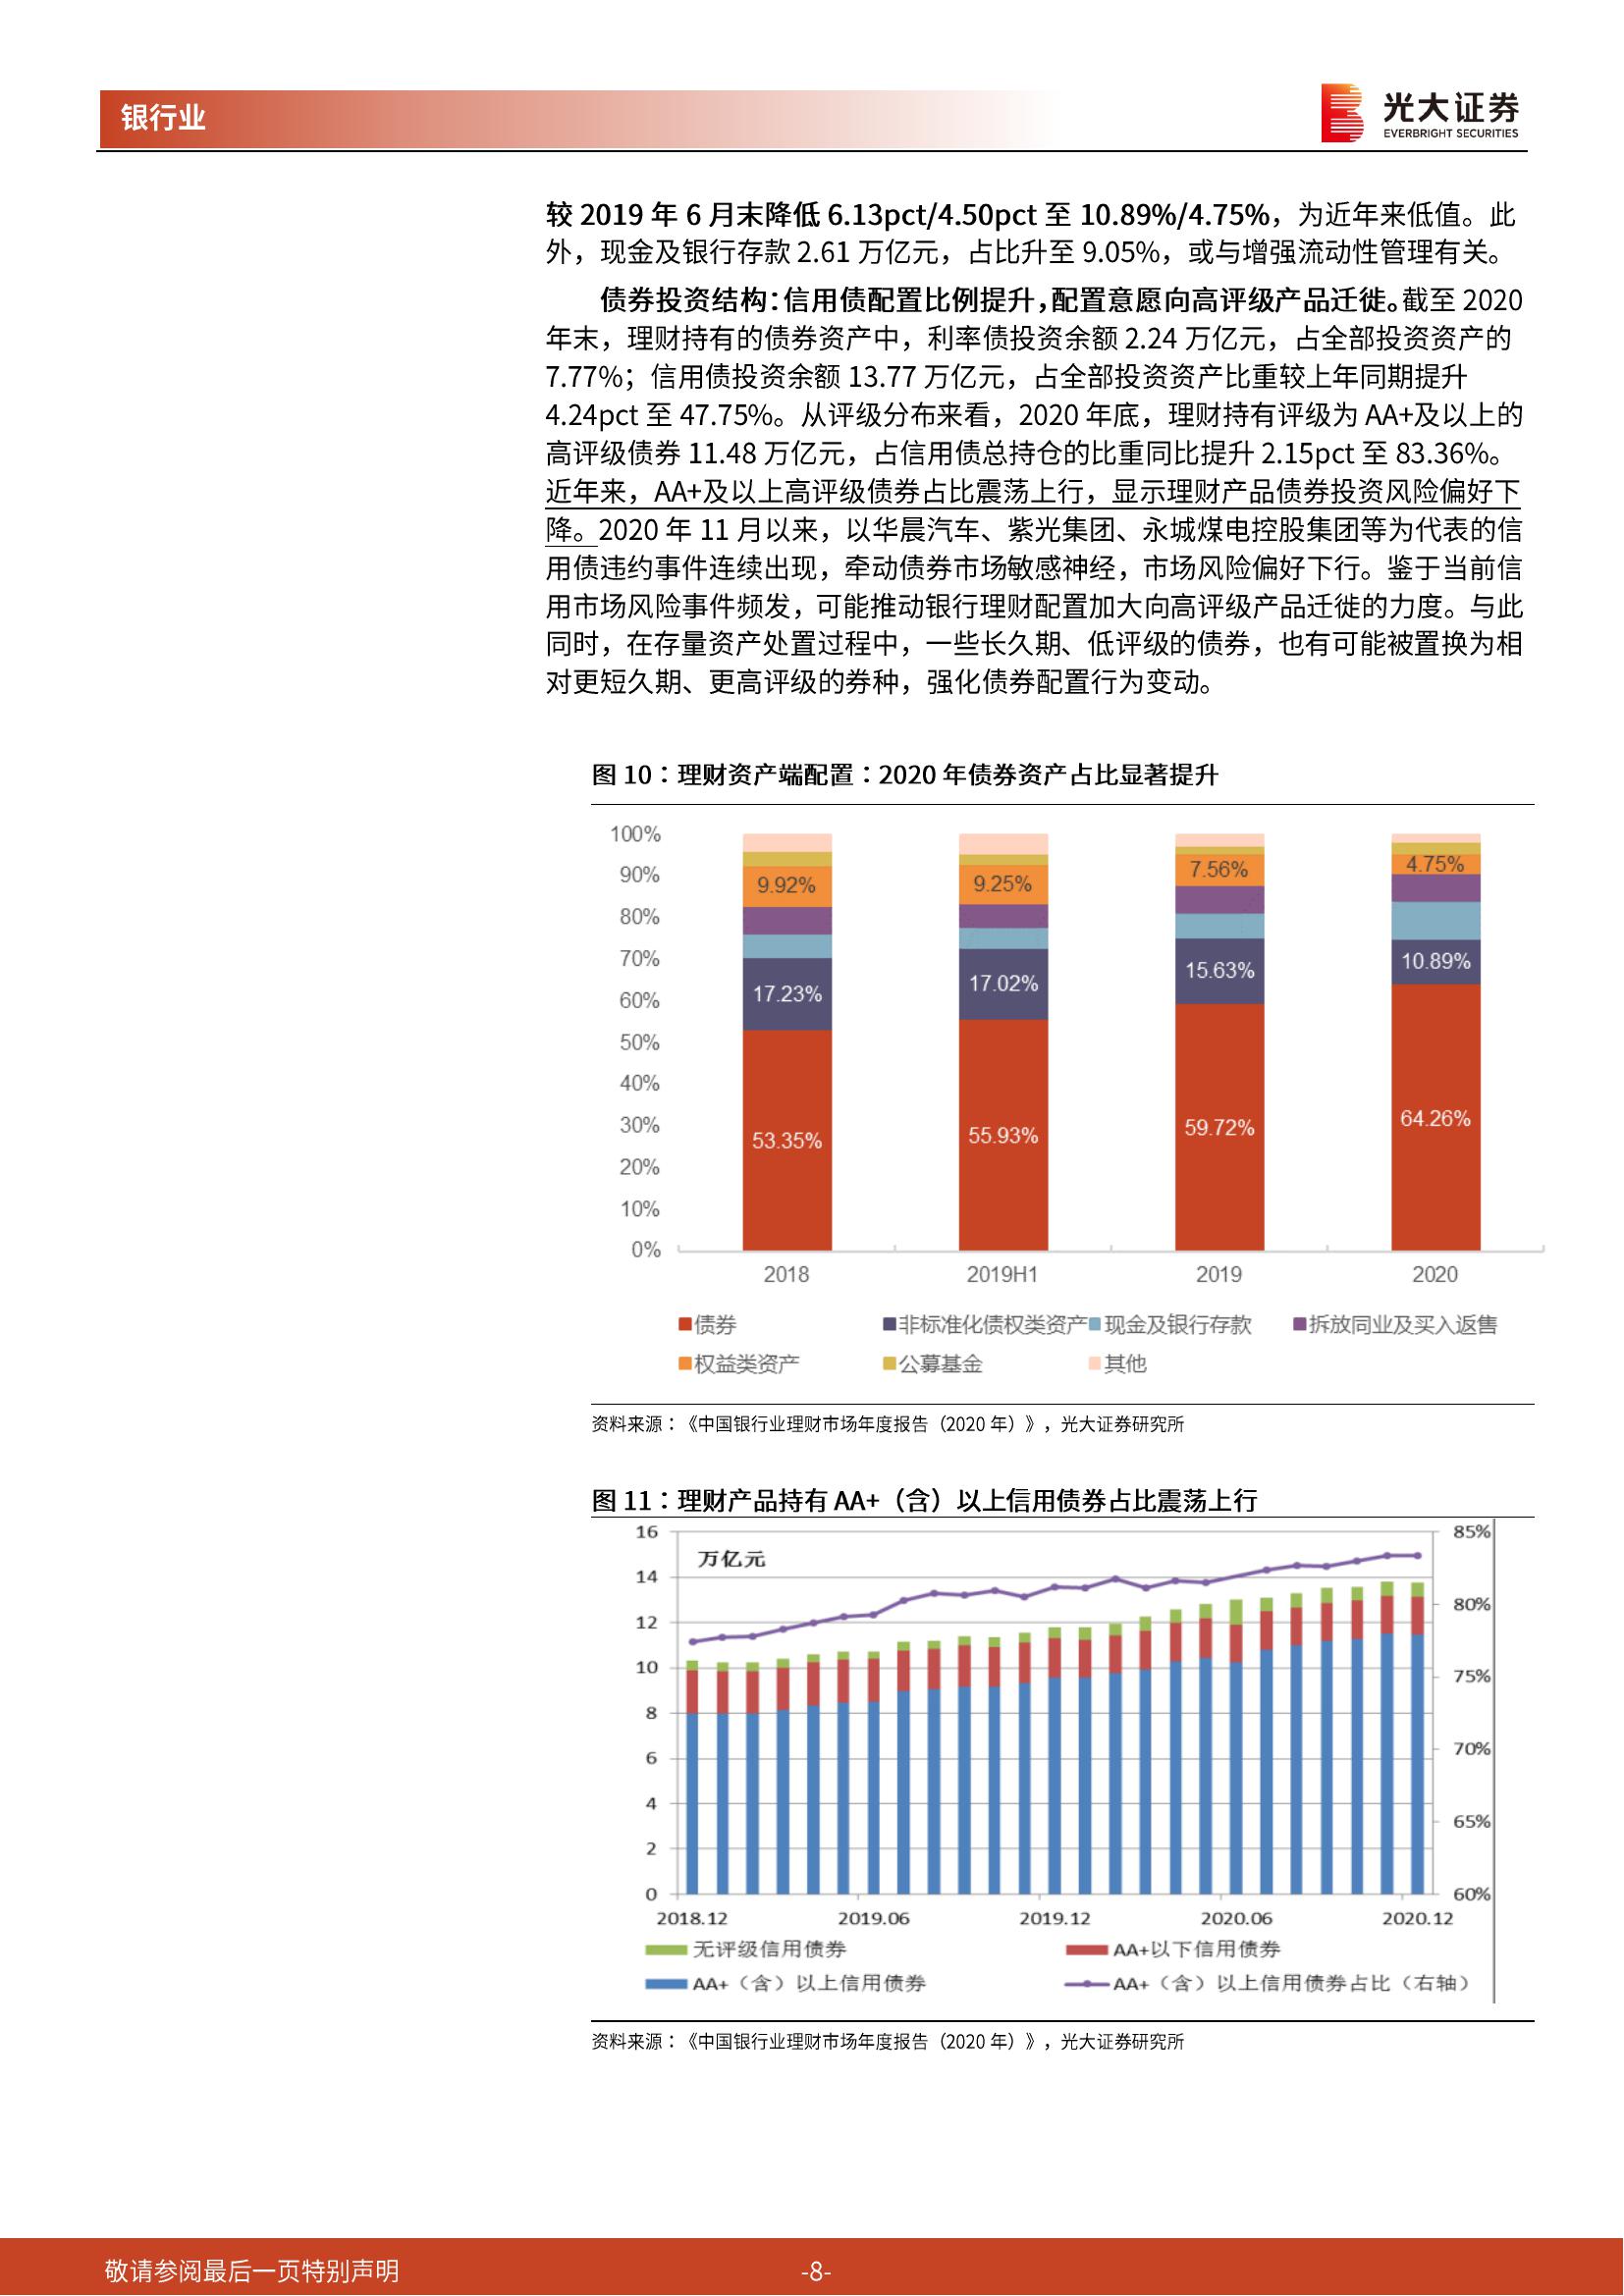 银行业
光大证券
EVERBRIGHT SECURITIES
较 2019 年 6 月末降低 6.13pct/4.50pct 至 10.89%/4.75%，为近年来低值。此
外，现金及银行存款 2.61 万亿元，占比升至 9.05%，或与增强流动性管理有关。
债券投资结构：信用债配置比例提升，配置意愿向高评级产品迁徙。截至 2020
年末，理财持有的债券资产中，利率债投资余额 2.24 万亿元，占全部投资资产的
7.77%；信用债投资余额 13.77 万亿元，占全部投资资产比重较上年同期提升
4.24pct 至 47.75%。从评级分布来看，2020 年底，理财持有评级为 AA+及以上的
高评级债券 11.48 万亿元，占信用债总持仓的比重同比提升 2.15pct 至 83.36%。
近年来，AA+及以上高评级债券占比震荡上行，显示理财产品债券投资风险偏好下
降。2020 年 11 月以来，以华晨汽车、紫光集团、永城煤电控股集团等为代表的信
用债违约事件连续出现，牵动债券市场敏感神经，市场风险偏好下行。鉴于当前信
用市场风险事件频发，可能推动银行理财配置加大向高评级产品迁徙的力度。与此
同时，在存量资产处置过程中，一些长久期、低评级的债券，也有可能被置换为相
对更短久期、更高评级的券种，强化债券配置行为变动。
图 10：理财资产端配置：2020 年债券资产占比显著提升
100%
90%
80%
70%
60%
50%
40%
30%
20%
10%
0%
9.92% 9.25% 7.56% 4.75%
17.23% 17.02% 15.63% 10.89%
53.35% 55.93% 59.72% 64.26%
2018 2019H1 2019 2020
债券 非标准化债权类资产 现金及银行存款 拆放同业及买入返售
权益类资产 公募基金 其他
资料来源：《中国银行业理财市场年度报告（2020 年）》，光大证券研究所
图 11：理财产品持有 AA+（含）以上信用债券占比震荡上行
万亿元
16
14
12
10
8
6
4
2
0
85%
80%
75%
70%
65%
60%
2018.12 2019.06 2019.12 2020.06 2020.12
无评级信用债券 AA+以下信用债券
AA+（含）以上信用债券 AA+（含）以上信用债券占比（右轴）
资料来源：《中国银行业理财市场年度报告（2020 年）》，光大证券研究所
敬请参阅最后一页特别声明 -8-